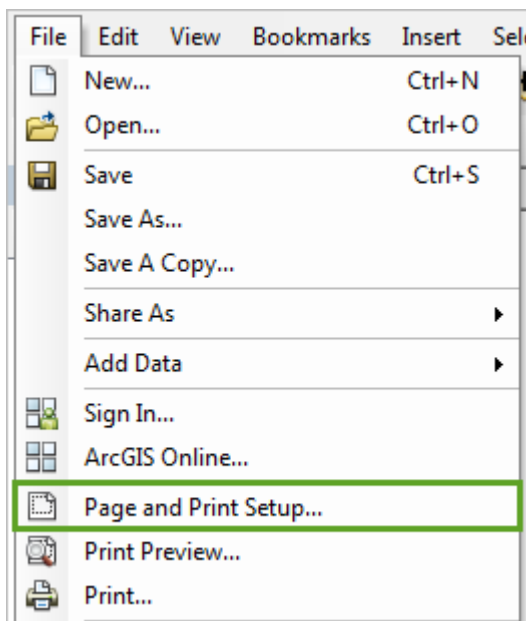 File Edit View Bookmarks Insert Sel
New... Ctrl+N
Open... Ctrl+O
Save Ctrl+S
Save As...
Save A Copy...
Share As
Add Data
Sign In...
ArcGIS Online...
Page and Print Setup...
Print Preview...
Print...